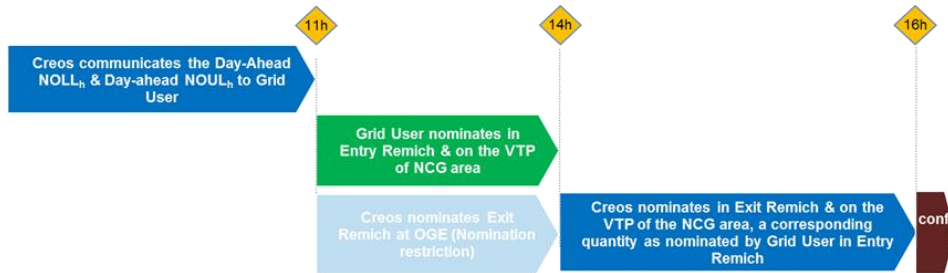 11h
14h
16h
Creos communicates the Day-Ahead
NOLLh & Day-ahead NOULh to Grid
User
Grid User nominates in
Entry Remich & on the VTP
of NCG area
Creos nominates Exit
Remich at OGE (Nomination
restriction)
Creos nominates in Exit Remich & on the
VTP of the NCG area, a corresponding
quantity as nominated by Grid User in Entry
Remich
conf